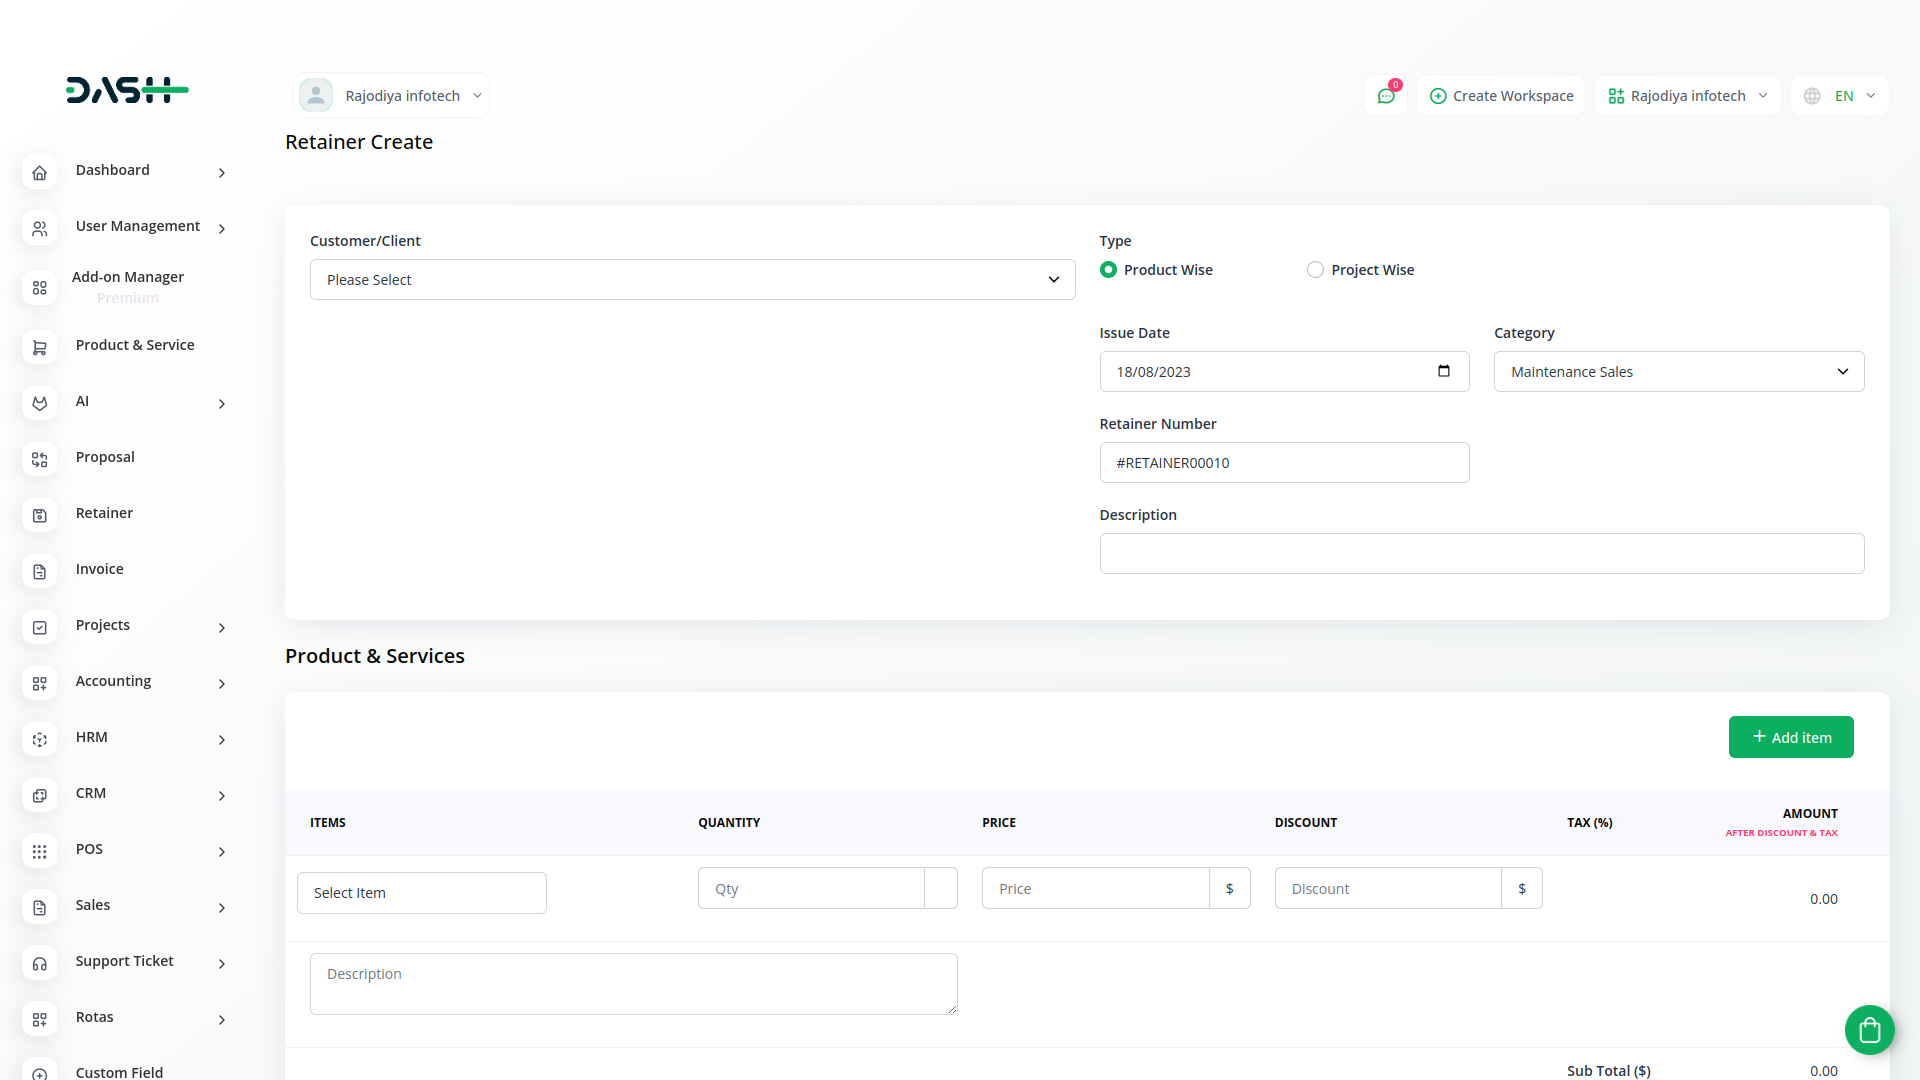 DASH
Rajodiya infotech
0
Create Workspace
Rajodiya infotech
EN
Retainer Create
Dashboard
User Management
Add-on Manager
Premium
Product & Service
AI
Proposal
Retainer
Invoice
Projects
Accounting
HRM
CRM
POS
Sales
Support Ticket
Rotas
Custom Field
Customer/Client
Please Select
Type
Product Wise
Project Wise
Issue Date
18/08/2023
Category
Maintenance Sales
Retainer Number
#RETAINER00010
Description
Product & Services
+ Add item
ITEMS QUANTITY PRICE DISCOUNT TAX (%) AMOUNT
AFTER DISCOUNT & TAX
Select Item Qty Price $ Discount $ 0.00
Description
Sub Total ($) 0.00